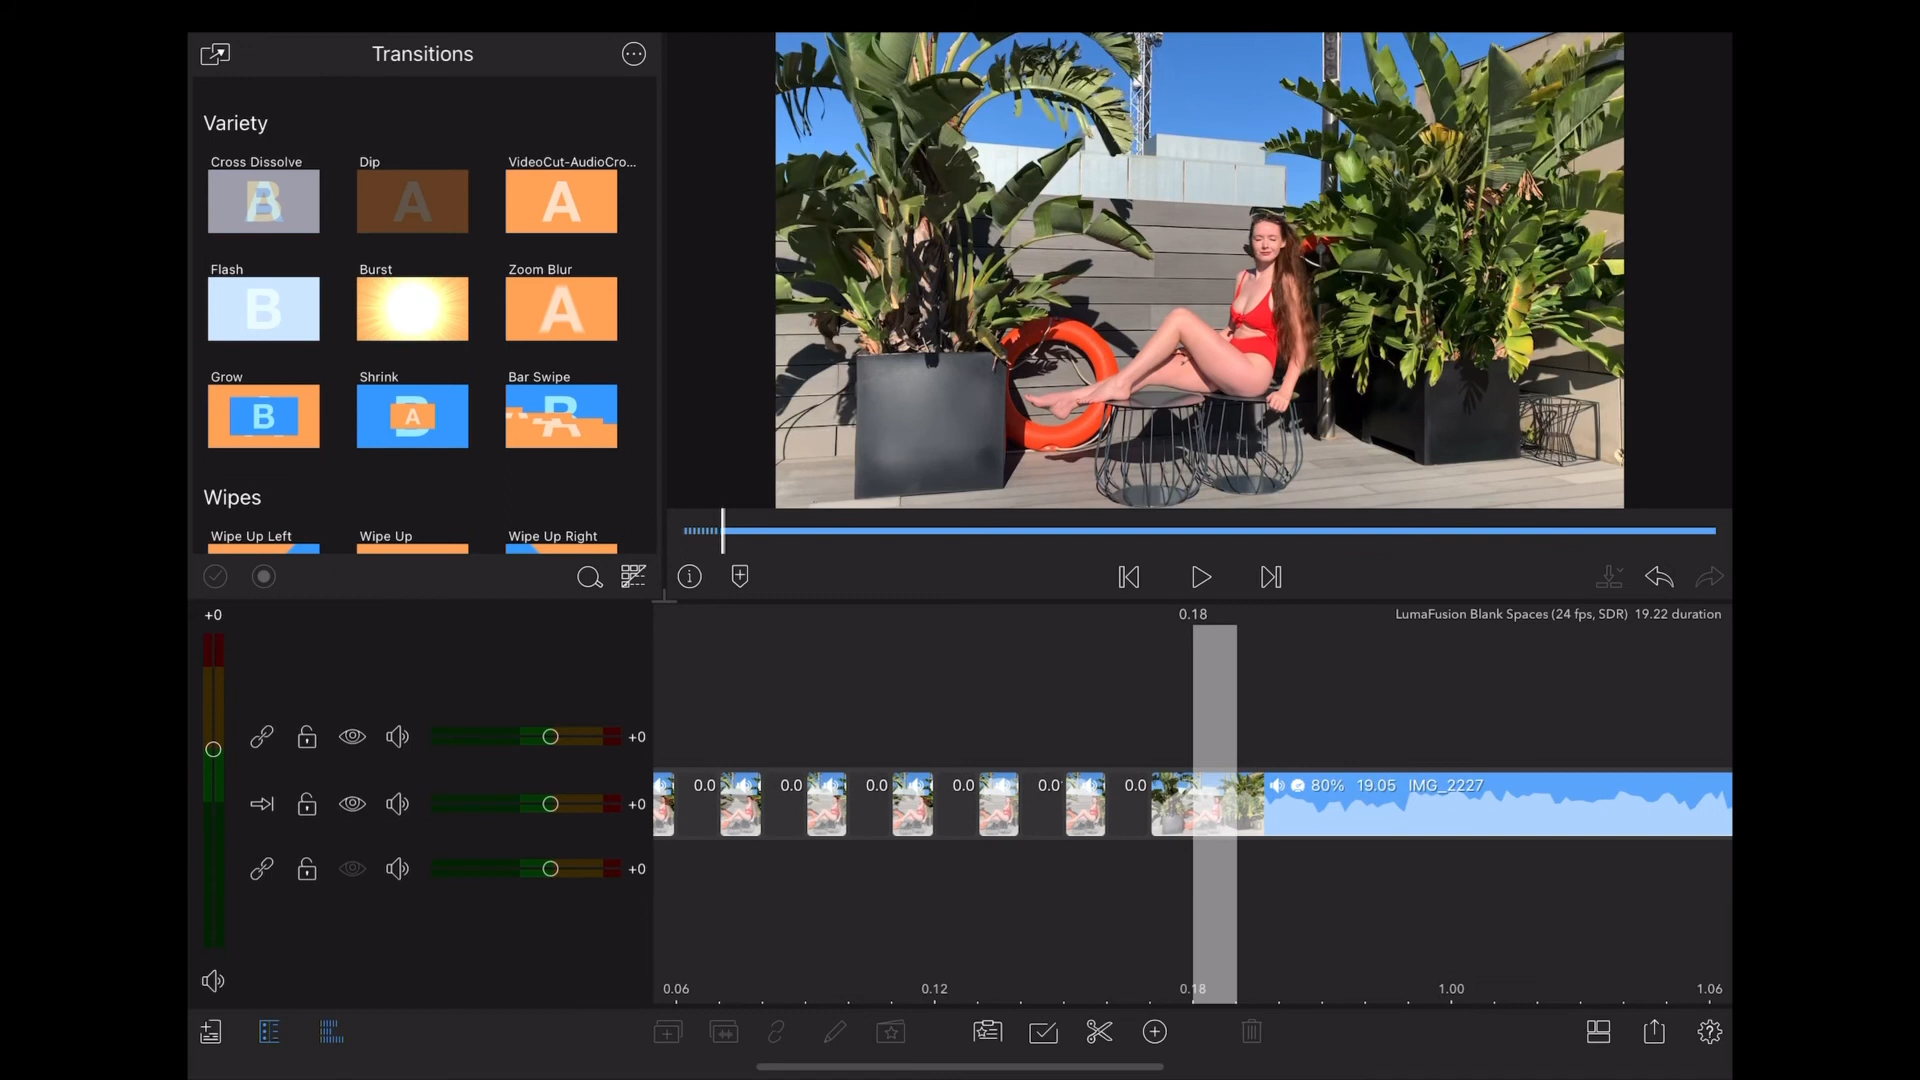 Transitions
Variety
Cross Dissolve
Dip
VideoCut-AudioCro...
B
A
A
Flash
Burst
Zoom Blur
B
A
Grow
Shrink
Bar Swipe
B
A
Wipes
Wipe Up Left
Wipe Up
Wipe Up Right
+0
0.18
LumaFusion Blank Spaces (24 fps, SDR) 19.22 duration
+0
0.0
0.0
0.0
0.0
0.0
0.0
80% 19.05 IMG_2227
+0
+0
0.06
0.12
0.18
1.00
1.06